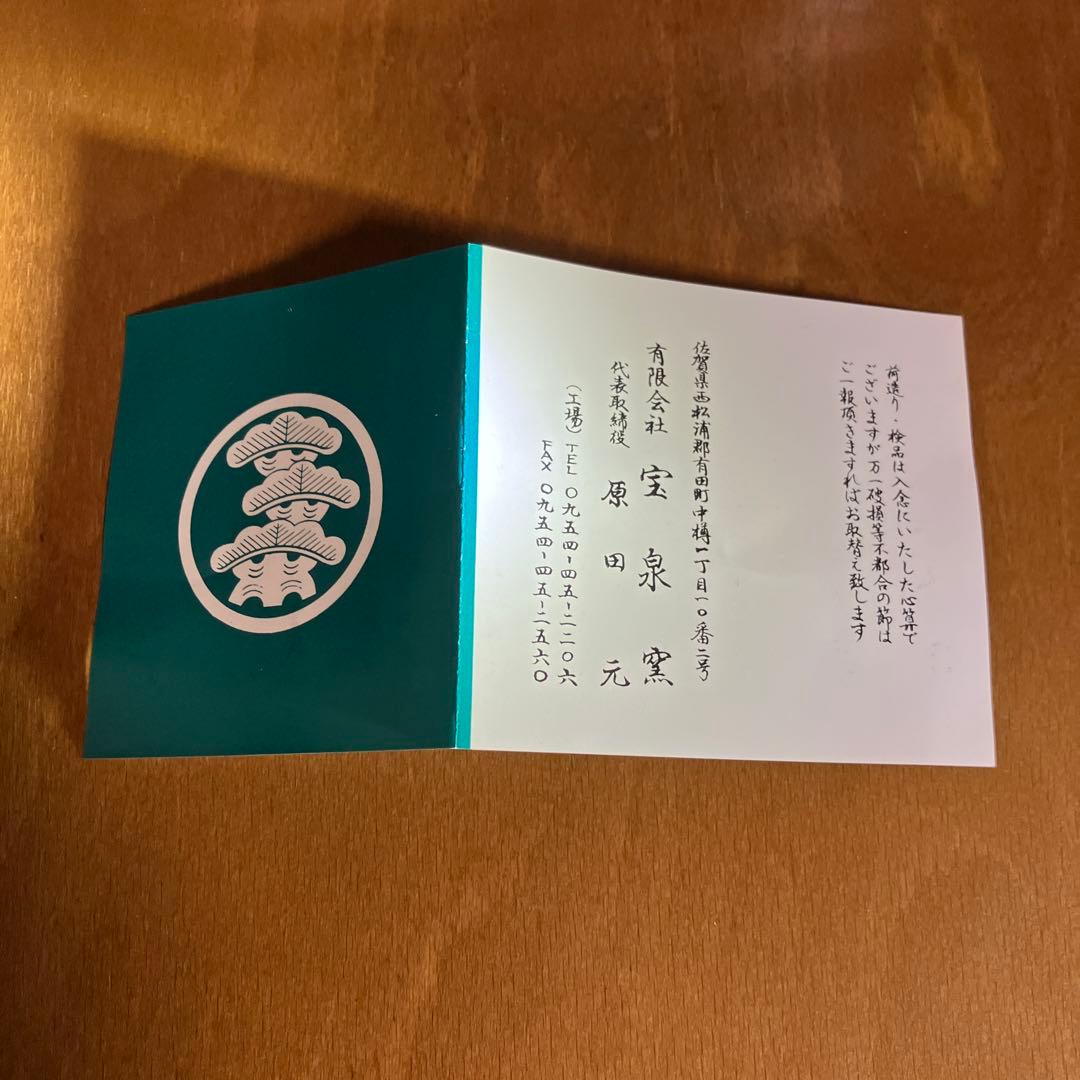 荷造り・検品は入念にいたした心算で
ございますが万一破損等不都合の節は
ご一報頂きますればお取替え致します
佐賀県西松浦郡有田町中樽一丁目一〇番二号
有限会社 宝泉窯
代表取締役 原田元
（工場）TEL 〇九五四-四五-二二〇六
FAX 〇九五四-四五-二五六〇